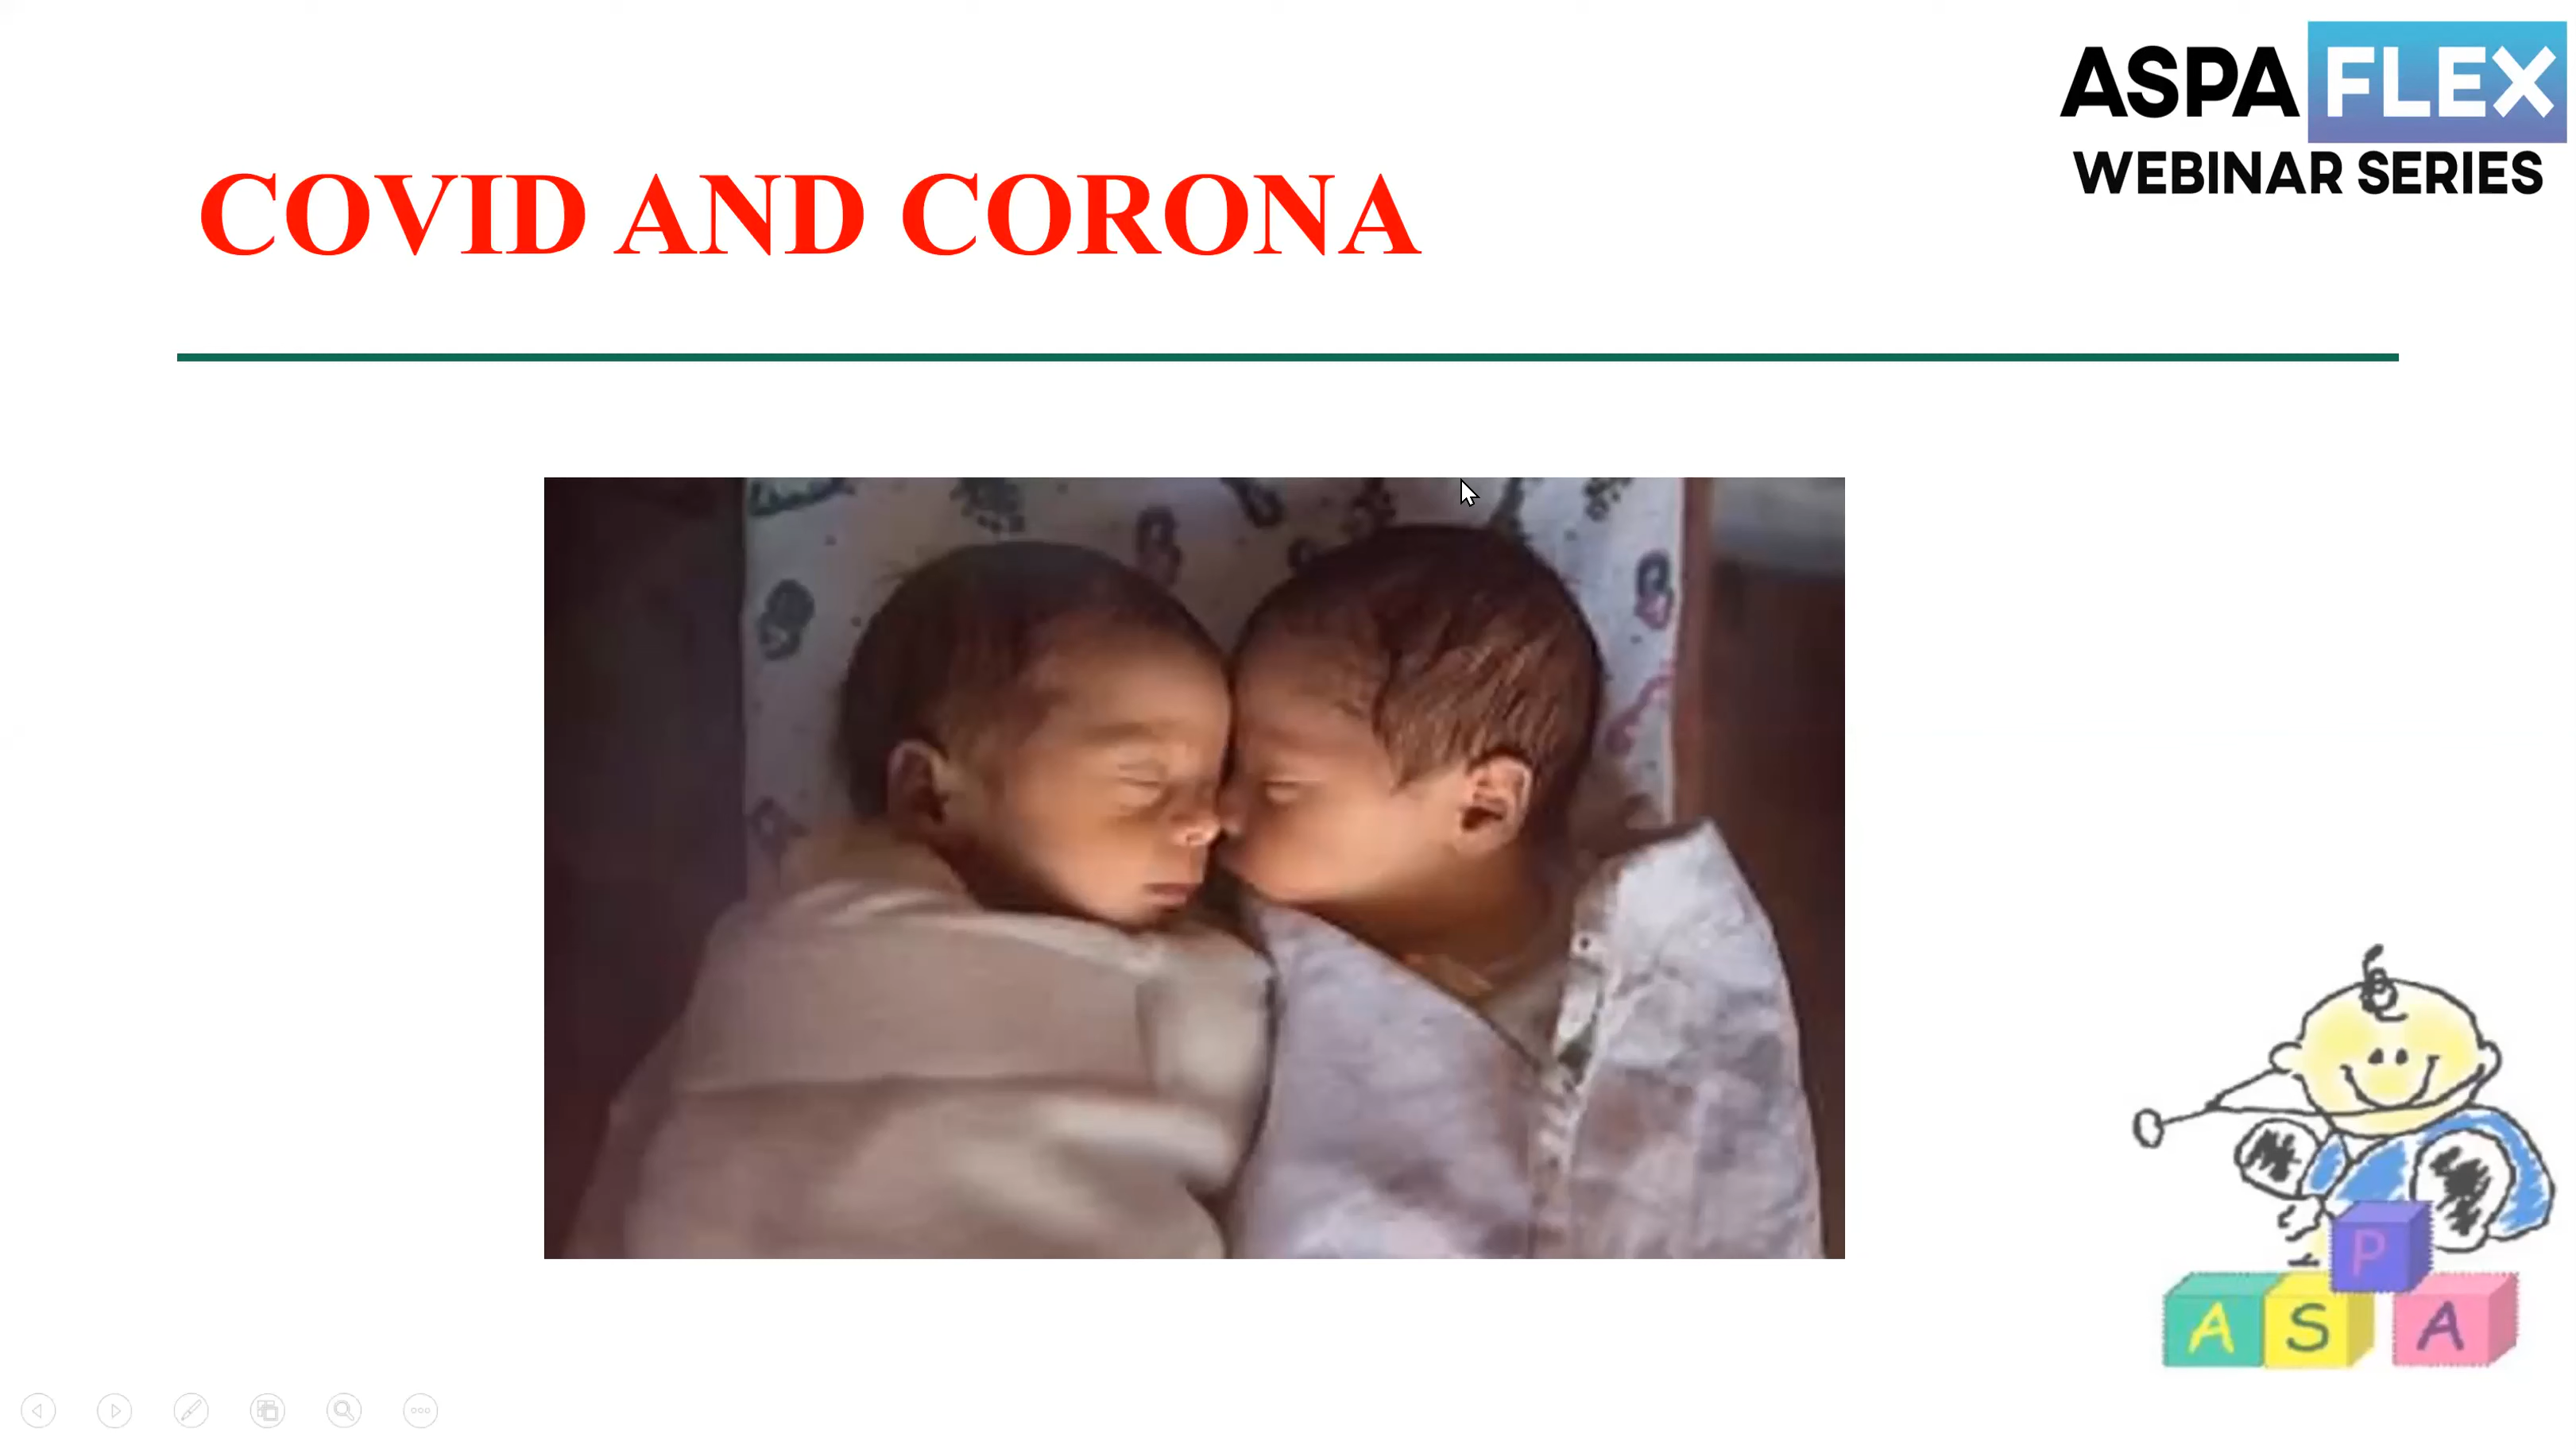 ASPA FLEX
WEBINAR SERIES
COVID AND CORONA
P
A S A